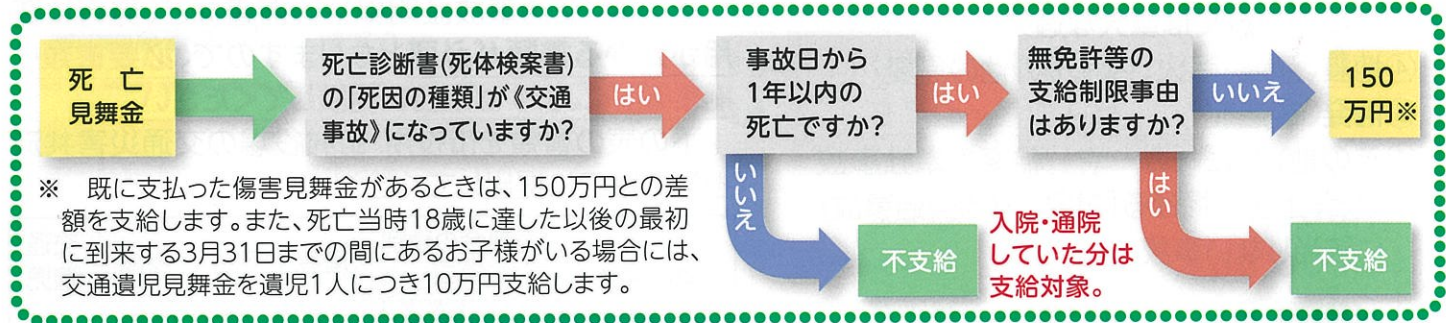 死 亡
見舞金
死亡診断書(死体検案書)
の「死因の種類」が《交通
事故》になっていますか?
はい
事故日から
1年以内の
死亡ですか?
はい
無免許等の
支給制限事由
はありますか?
いいえ
150
万円※
いいえ
不支給
入院・通院
していた分は
支給対象。
はい
不支給
※ 既に支払った傷害見舞金があるときは、150万円との差
額を支給します。また、死亡当時18歳に達した以後の最初
に到来する3月31日までの間にあるお子様がいる場合には、
交通遺児見舞金を遺児1人につき10万円支給します。